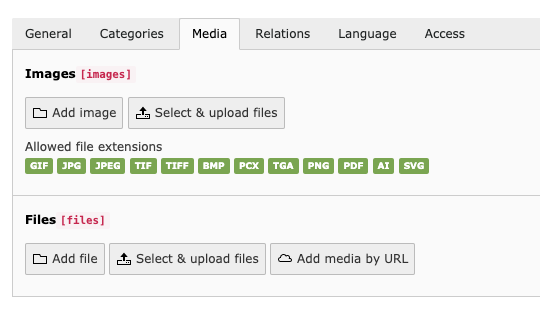 General Categories Media Relations Language Access
Images [images]
Add image Select & upload files
Allowed file extensions
GIF JPG JPEG TIF TIFF BMP PCX TGA PNG PDF AI SVG
Files [files]
Add file Select & upload files Add media by URL